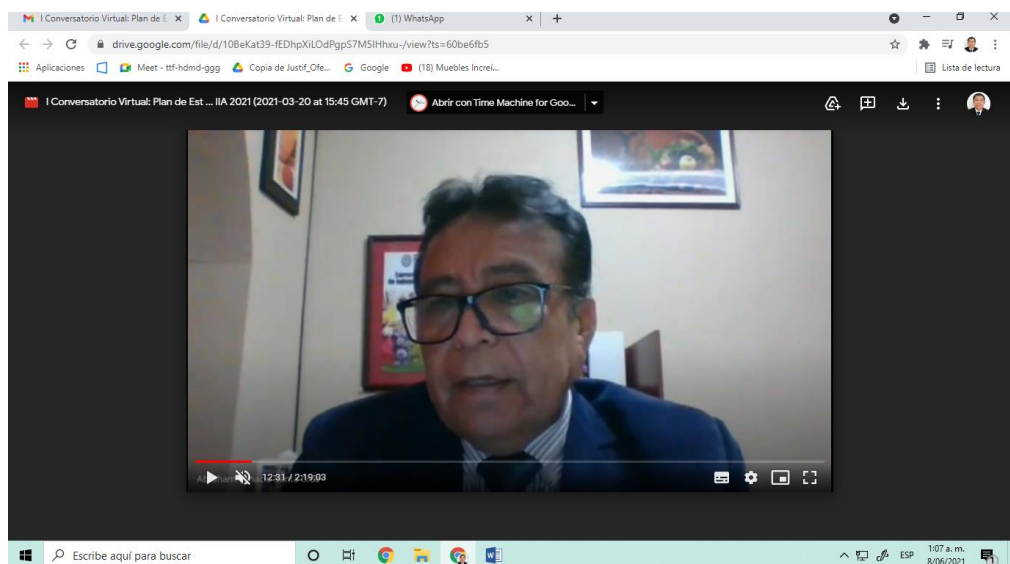 I Conversatorio Virtual: Plan de E
I Conversatorio Virtual: Plan de E
(1) WhatsApp
drive.google.com/file/d/10BeKat39-fEDhpXiLOdPgpS7M5IHhxu-/view?ts=60be6fb5
Aplicaciones
Meet - ttf-hdmd-ggg
Copia de Justif_Ofe...
Google
(18) Muebles Increí...
Lista de lectura
I Conversatorio Virtual: Plan de Est ... IIA 2021 (2021-03-20 at 15:45 GMT-7)
Abrir con Time Machine for Goo...
12:31 / 2:19:03
Escribe aquí para buscar
ESP
1:07 a. m.
8/06/2021